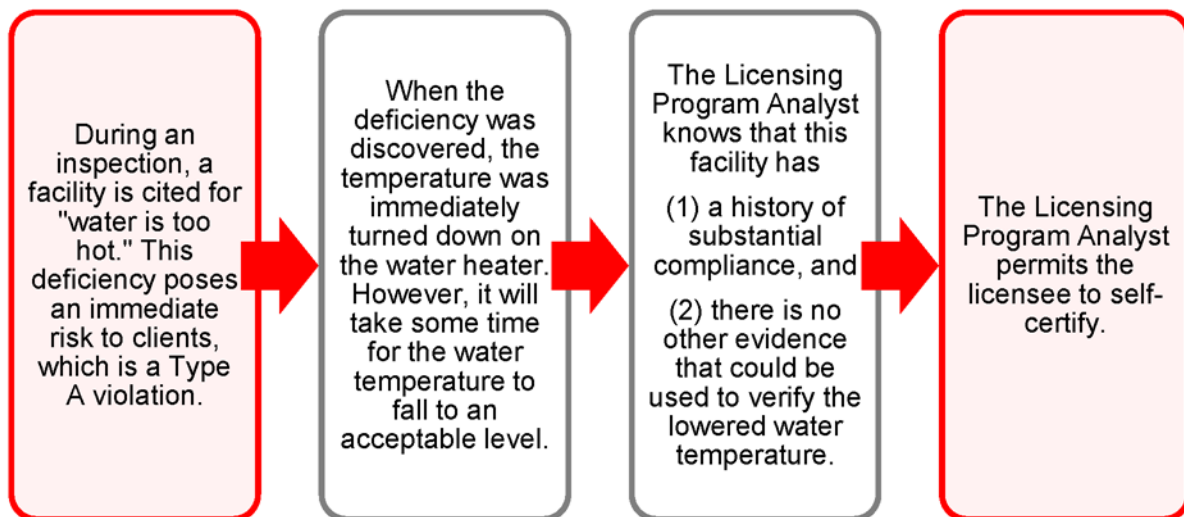 During an
inspection, a
facility is cited for
"water is too
hot." This
deficiency poses
an immediate
risk to clients,
which is a Type
A violation.
When the
deficiency was
discovered, the
temperature was
immediately
turned down on
the water heater.
However, it will
take some time
for the water
temperature to
fall to an
acceptable level.
The Licensing
Program Analyst
knows that this
facility has
(1) a history of
substantial
compliance, and
(2) there is no
other evidence
that could be
used to verify the
lowered water
temperature.
The Licensing
Program Analyst
permits the
licensee to self-
certify.